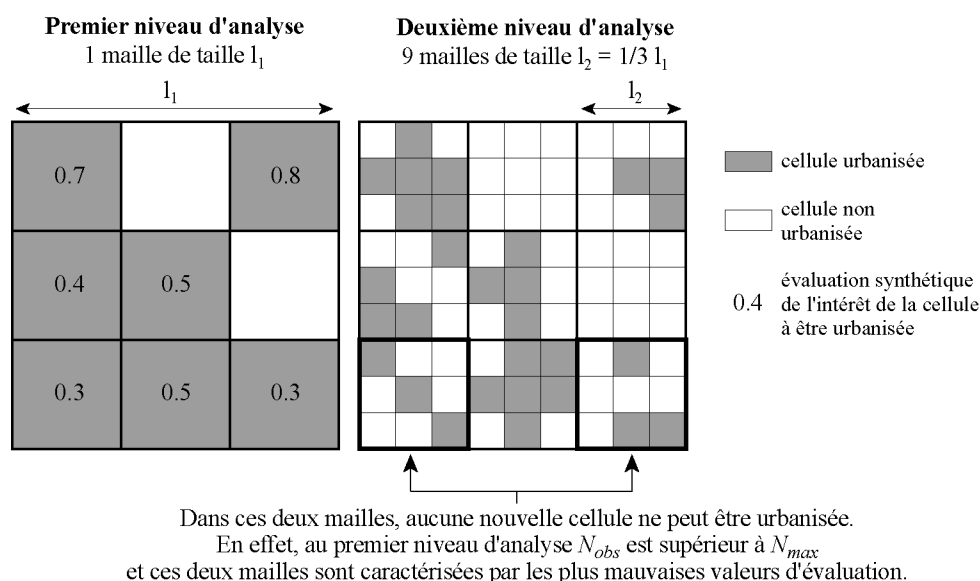 Premier niveau d'analyse
1 maille de taille l₁
l₁
Deuxième niveau d'analyse
9 mailles de taille l₂ = 1/3 l₁
l₂
0.7
0.8
0.4
0.5
0.3
0.5
0.3
cellule urbanisée
cellule non
urbanisée
0.4
évaluation synthétique
de l'intérêt de la cellule
à être urbanisée
Dans ces deux mailles, aucune nouvelle cellule ne peut être urbanisée.
En effet, au premier niveau d'analyse Nobs est supérieur à Nmax
et ces deux mailles sont caractérisées par les plus mauvaises valeurs d'évaluation.